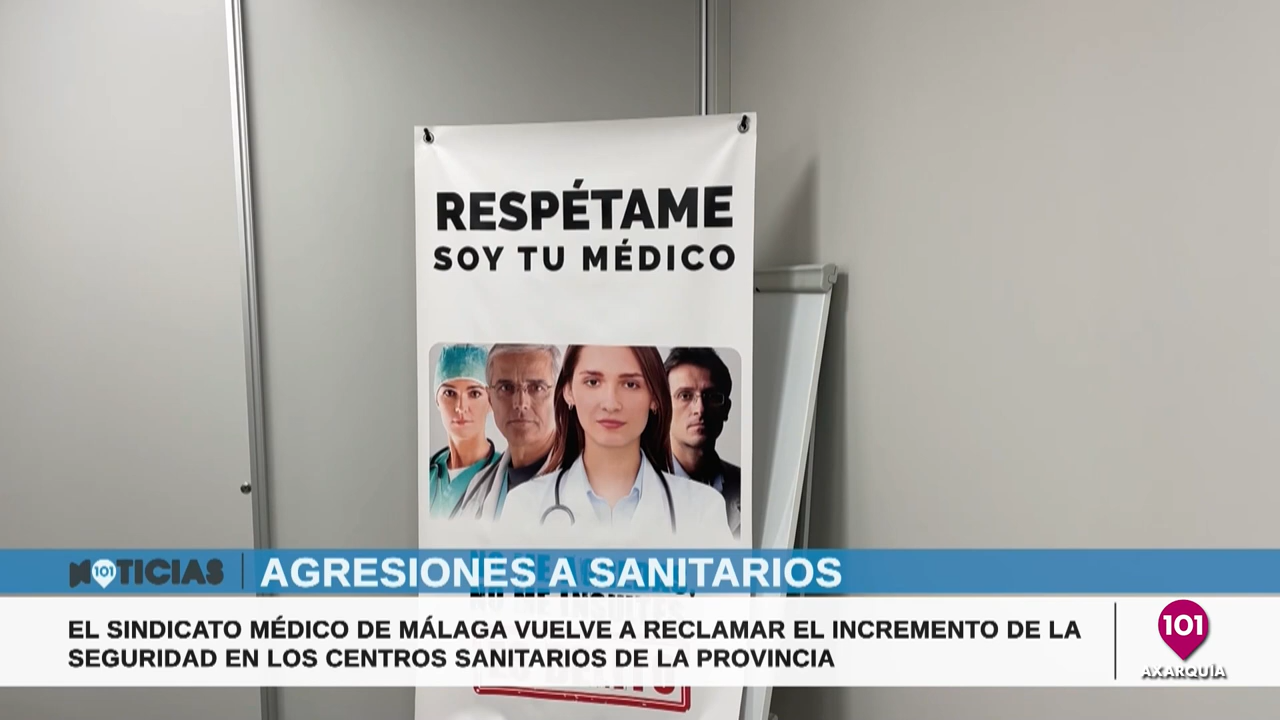 RESPÉTAME
SOY TU MÉDICO
NOTICIAS
101
AGRESIONES A SANITARIOS
EL SINDICATO MÉDICO DE MÁLAGA VUELVE A RECLAMAR EL INCREMENTO DE LA
SEGURIDAD EN LOS CENTROS SANITARIOS DE LA PROVINCIA
101
AXARQUÍA